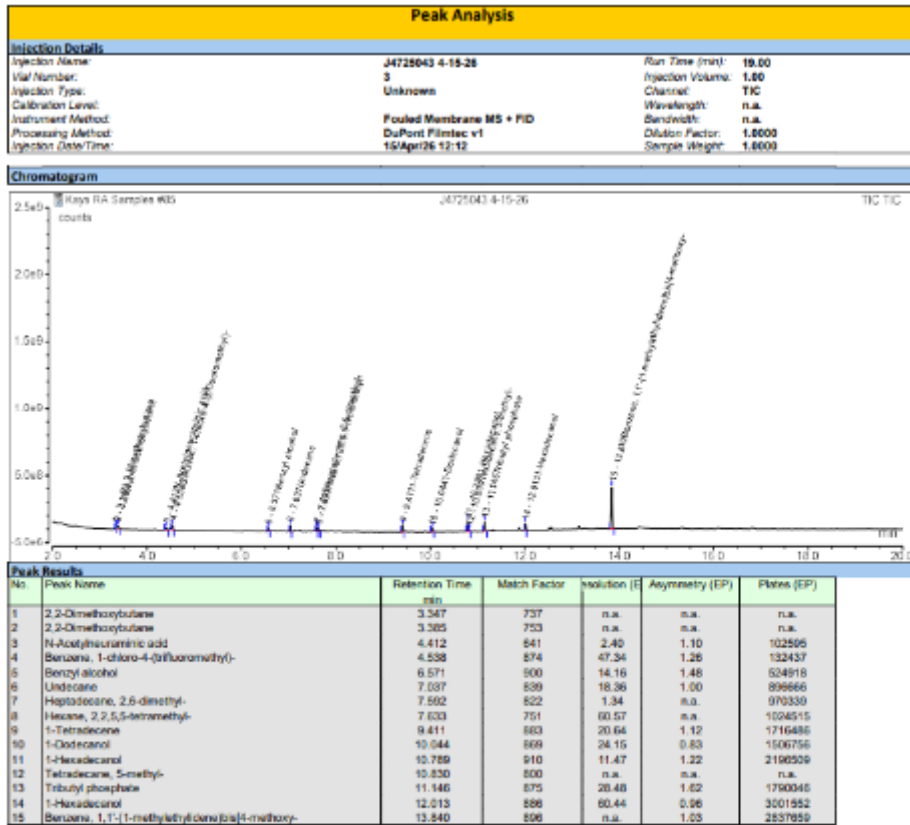 Peak Analysis
Injection Details
Injection Name: J4725043 4-15-26 Run Time (min): 19.00
Vial Number: 3 Injection Volume: 1.00
Injection Type: Unknown Channel: TIC
Calibration Level: Wavelength: n.a.
Instrument Method: Fouled Membrane MS + FID Bandwidth: n.a.
Processing Method: DuPont Filmtec v1 Dilution Factor: 1.0000
Injection Date/Time: 15/Apr/26 12:12 Sample Weight: 1.0000
Chromatogram
Kaya RA Samples #85 J4725043 4-15-26 TIC TIC
counts
2.5e9
2.0e9
1.5e9
1.0e9
5.0e8
-5.0e6
2.0 4.0 6.0 8.0 10.0 12.0 14.0 16.0 18.0 20.0
min
Peak Results
No. Peak Name Retention Time Match Factor Asymmetry (EP) Plates (EP)
min
1 2,2-Dimethoxybutane 3.347 737 n.a. n.a. n.a.
2 2,2-Dimethoxybutane 3.385 753 n.a. n.a. n.a.
3 N-Acetylneuraminic acid 4.412 641 2.40 1.10 102595
4 Benzene, 1-chloro-4-(trifluoromethyl)- 4.538 874 47.34 1.26 132437
5 Benzyl alcohol 6.571 900 14.16 1.48 524918
6 Undecane 7.037 839 18.36 1.00 896666
7 Heptadecane, 2,6-dimethyl- 7.592 822 1.34 n.a. 970339
8 Hexane, 2,2,5,5-tetramethyl- 7.633 751 60.57 n.a. 1024515
9 1-Tetradecene 9.411 883 20.64 1.12 1716486
10 1-Dodecanol 10.044 869 24.15 0.83 1506756
11 1-Hexadecanol 10.789 910 11.47 1.22 2196509
12 Tetradecane, 5-methyl- 10.830 800 n.a. n.a. n.a.
13 Tributyl phosphate 11.146 875 28.48 1.62 1790046
14 1-Hexadecanol 12.013 886 60.44 0.96 3001552
15 Benzene, 1,1'-(1-methylethylidene)bis[4-methoxy- 13.840 896 n.a. 1.03 2837659